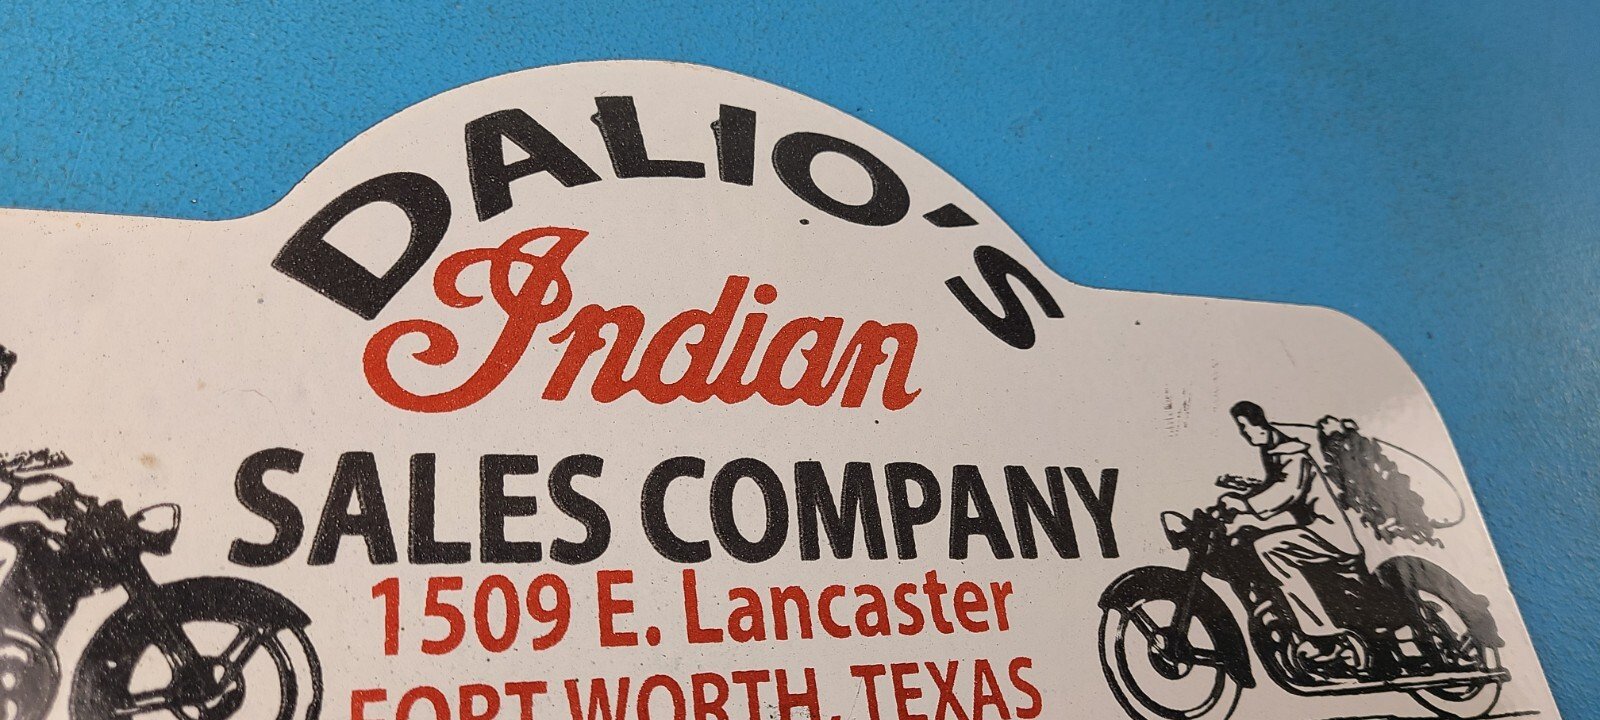 DALIO'S
Indian
SALES COMPANY
1509 E. Lancaster
FORT WORTH, TEXAS